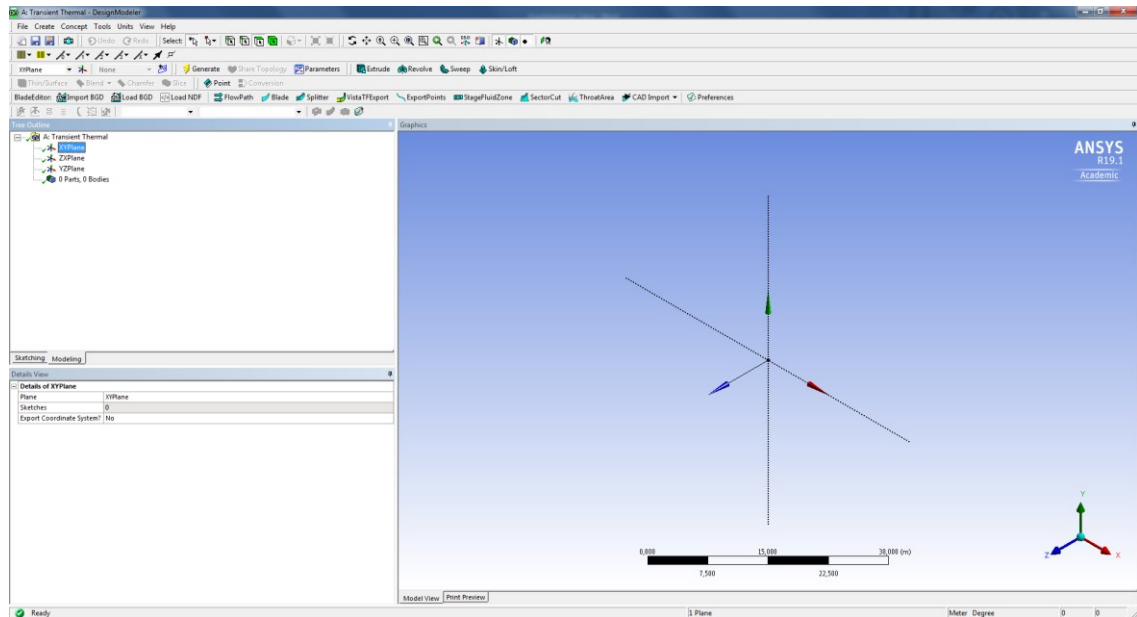 A: Transient Thermal - DesignModeler
File Create Concept Tools Units View Help
Undo Redo Select:
XYPlane None Generate Share Topology Parameters Extrude Revolve Sweep Skin/Loft
Thin/Surface Blend Chamfer Slice Point Conversion
BladeEditor: Import BGD Load BGD Load NDF FlowPath Blade Splitter VistaTFExport ExportPoints StageFluidZone SectorCut ThroatArea CAD Import Preferences
Tree Outline
A: Transient Thermal
XYPlane
ZXPlane
YZPlane
0 Parts, 0 Bodies
Sketching Modeling
Details View
Details of XYPlane
Plane XYPlane
Sketches 0
Export Coordinate System? No
Graphics
ANSYS
R19.1
Academic
Y
Z X
0,000 15,000 30,000 (m)
7,500 22,500
Model View Print Preview
Ready 1 Plane Meter Degree 0 0